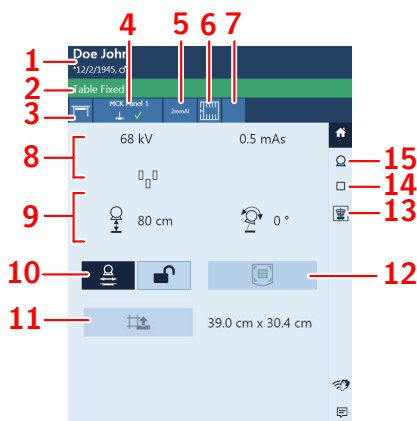 4 5 6 7
1 Doe John
*12/2/1945, ♂
2 Table Fixed
3 MCK Panel 1 2mmAl
8 68 kV 0.5 mAs
15
14
9 80 cm 0 ° 13
10 12
11 39.0 cm x 30.4 cm